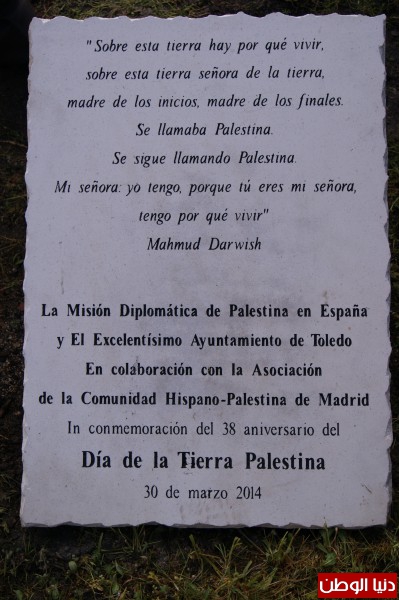 "Sobre esta tierra hay por qué vivir,
sobre esta tierra señora de la tierra,
madre de los inicios, madre de los finales.
Se llamaba Palestina.
Se sigue llamando Palestina.
Mi señora: yo tengo, porque tú eres mi señora,
tengo por qué vivir"
Mahmud Darwish
La Misión Diplomática de Palestina en España
y El Excelentísimo Ayuntamiento de Toledo
En colaboración con la Asociación
de la Comunidad Hispano-Palestina de Madrid
In conmemoración del 38 aniversario del
Día de la Tierra Palestina
30 de marzo 2014
دنيا الوطن